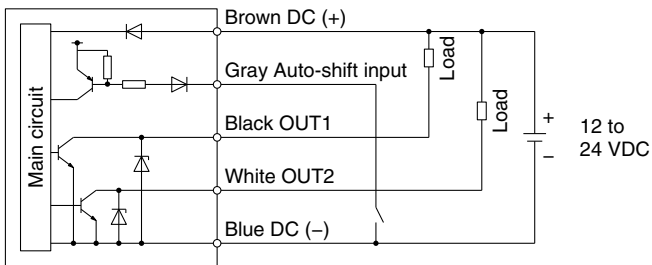 Brown DC (+)
Gray Auto-shift input
Black OUT1
White OUT2
Blue DC (−)
Main circuit
Load
Load
+
−
12 to
24 VDC